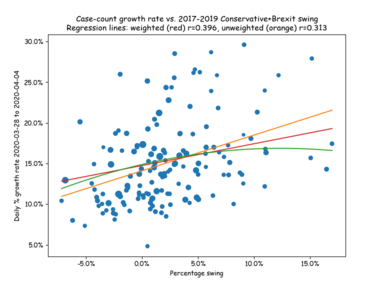 Case-count growth rate vs. 2017-2019 Conservative+Brexit swing
Regression lines: weighted (red) r=0.396, unweighted (orange) r=0.313
30.0%
25.0%
20.0%
15.0%
10.0%
5.0%
Daily % growth rate 2020-03-28 to 2020-04-04
-5.0%
0.0%
5.0%
10.0%
15.0%
Percentage swing